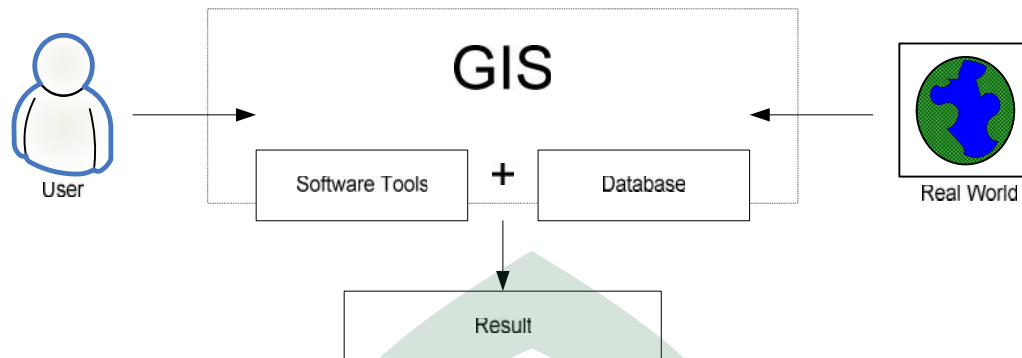 GIS
Software Tools
+
Database
User
Real World
Result